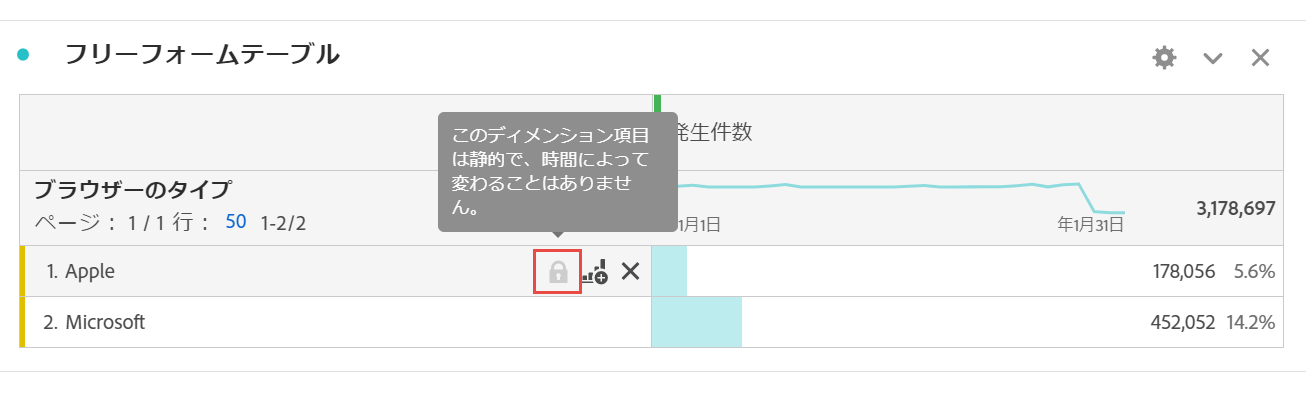 フリーフォームテーブル
このディメンション項目
は静的で、時間によって
変わることはありませ
ん。
発生件数
ブラウザーのタイプ
ページ： 1 / 1 行： 50 1-2/2
1月1日
年1月31日
3,178,697
1. Apple
178,056 5.6%
2. Microsoft
452,052 14.2%